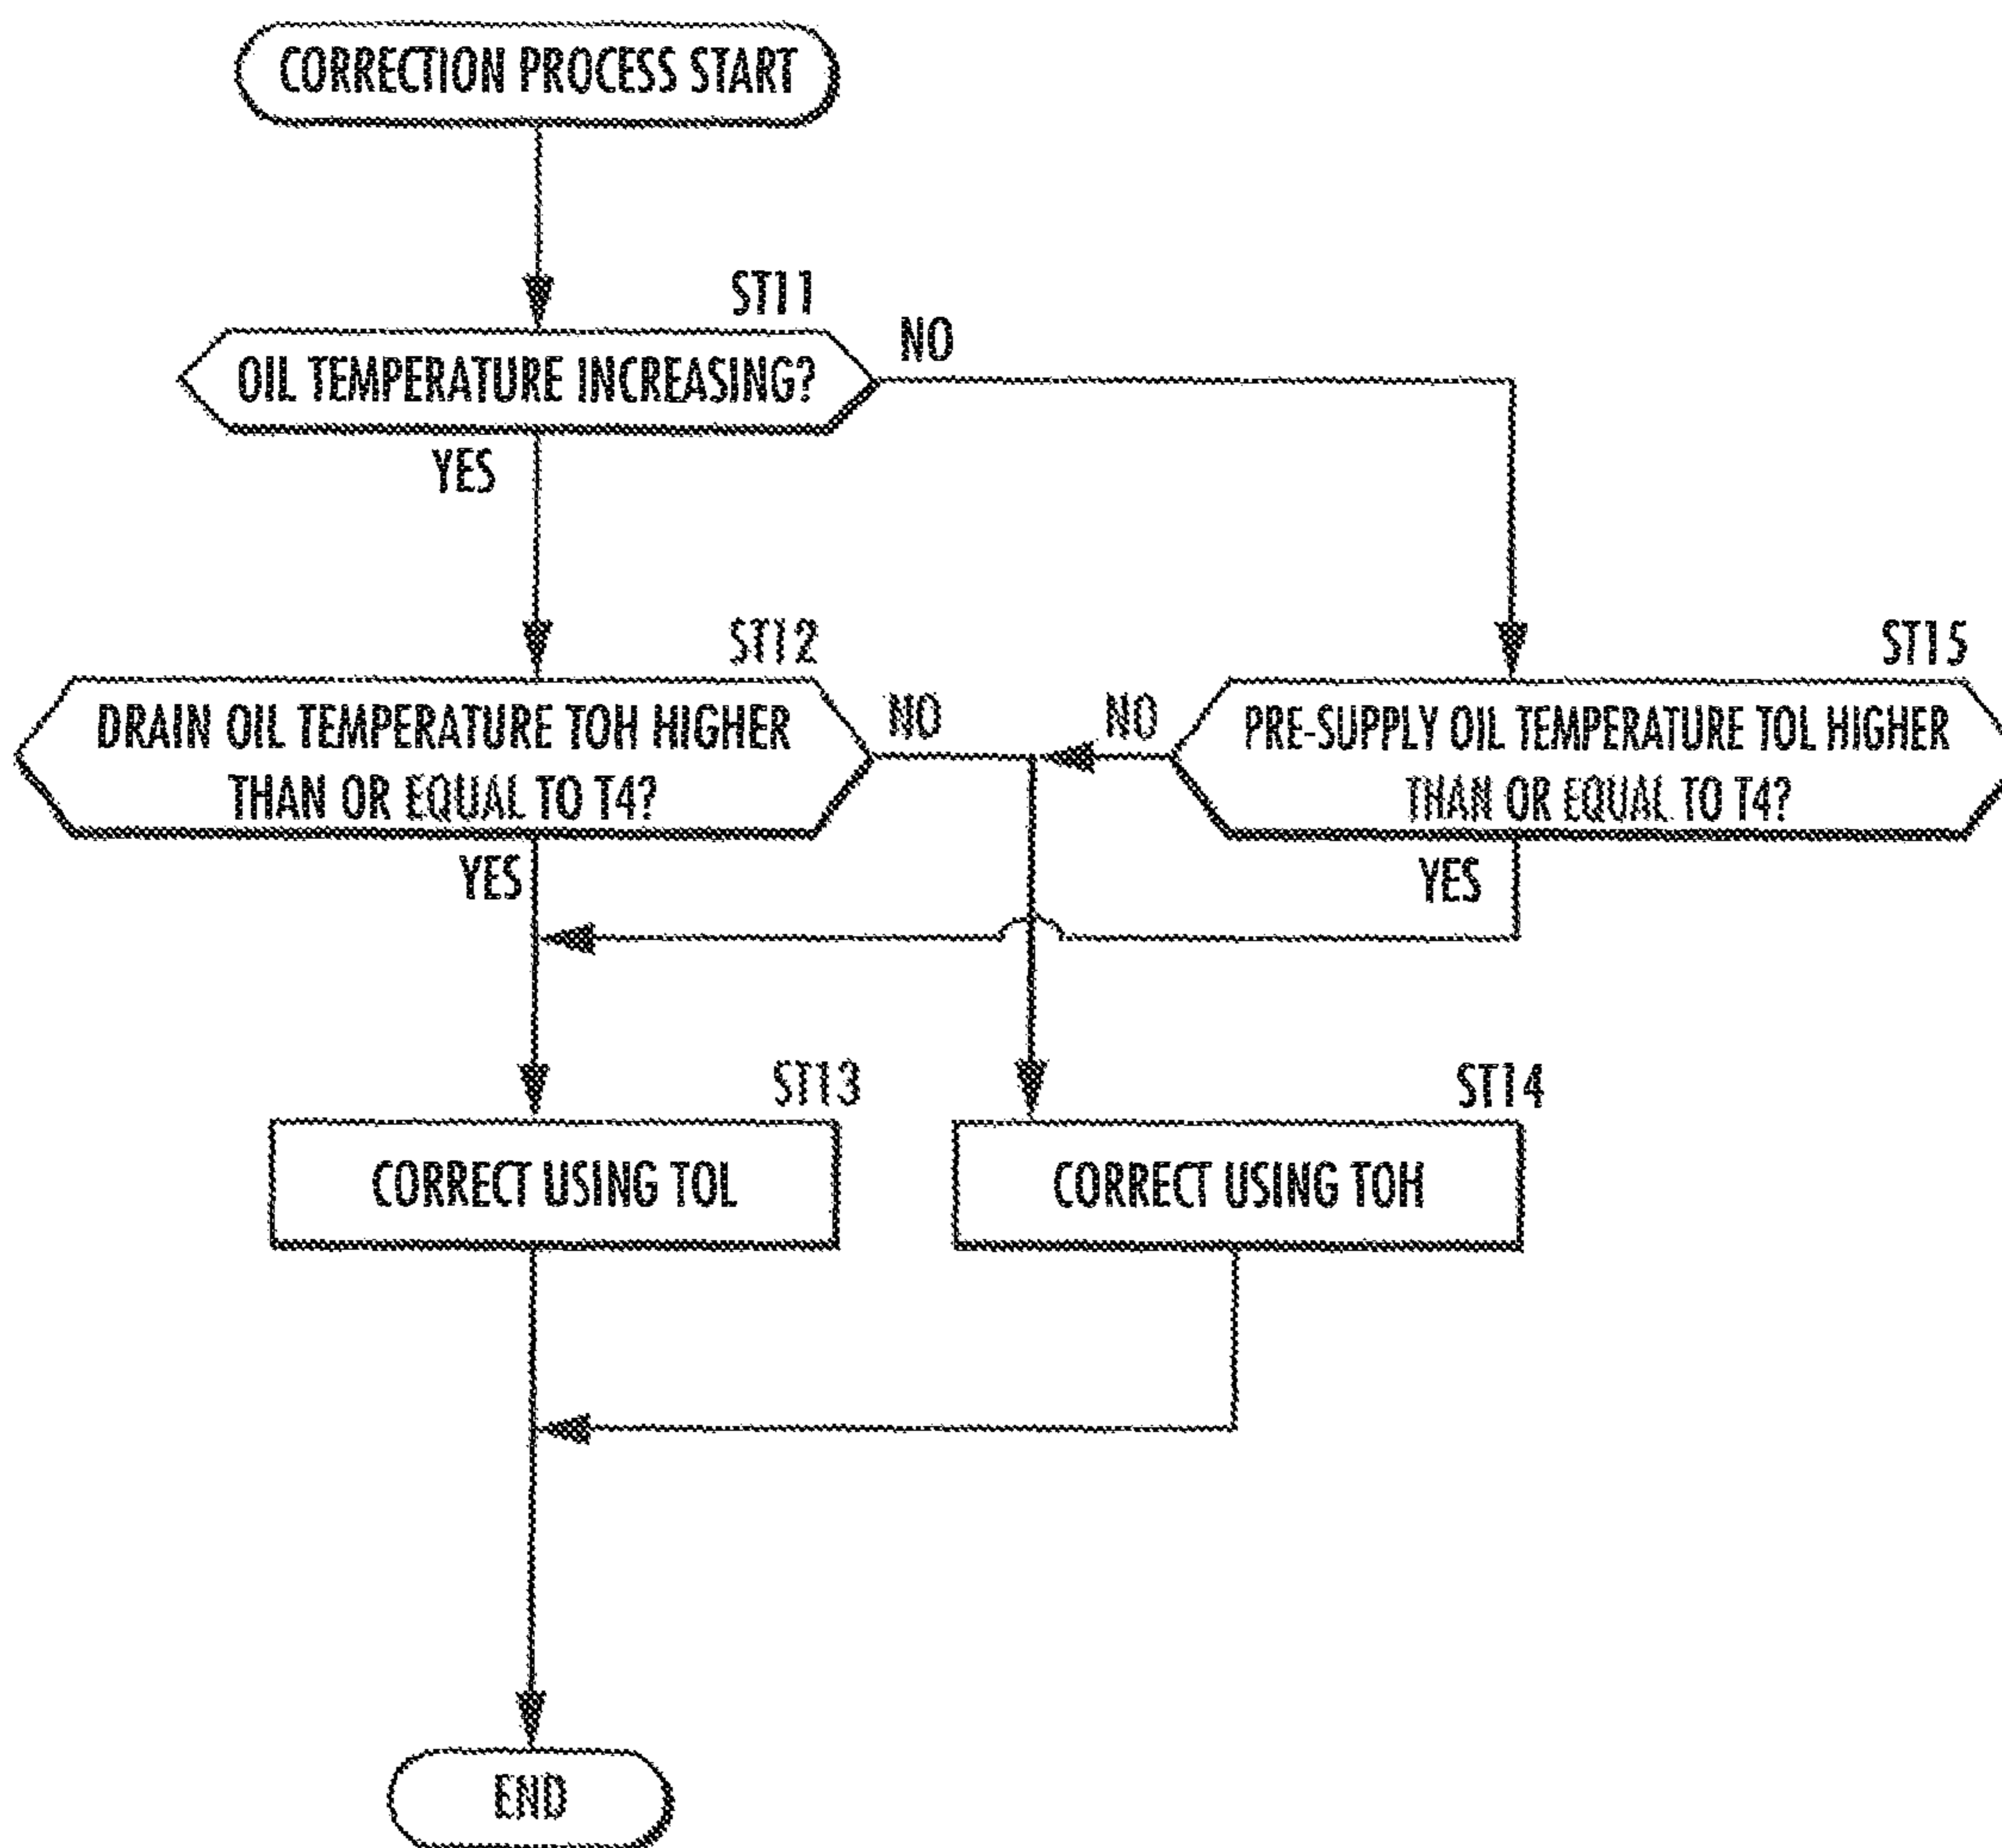 CORRECTION PROCESS START
ST11
OIL TEMPERATURE INCREASING?
NO
YES
ST12
DRAIN OIL TEMPERATURE TOH HIGHER
THAN OR EQUAL TO T4?
NO
YES
ST15
PRE-SUPPLY OIL TEMPERATURE TOL HIGHER
THAN OR EQUAL TO T4?
NO
YES
ST13
CORRECT USING TOL
ST14
CORRECT USING TOH
END